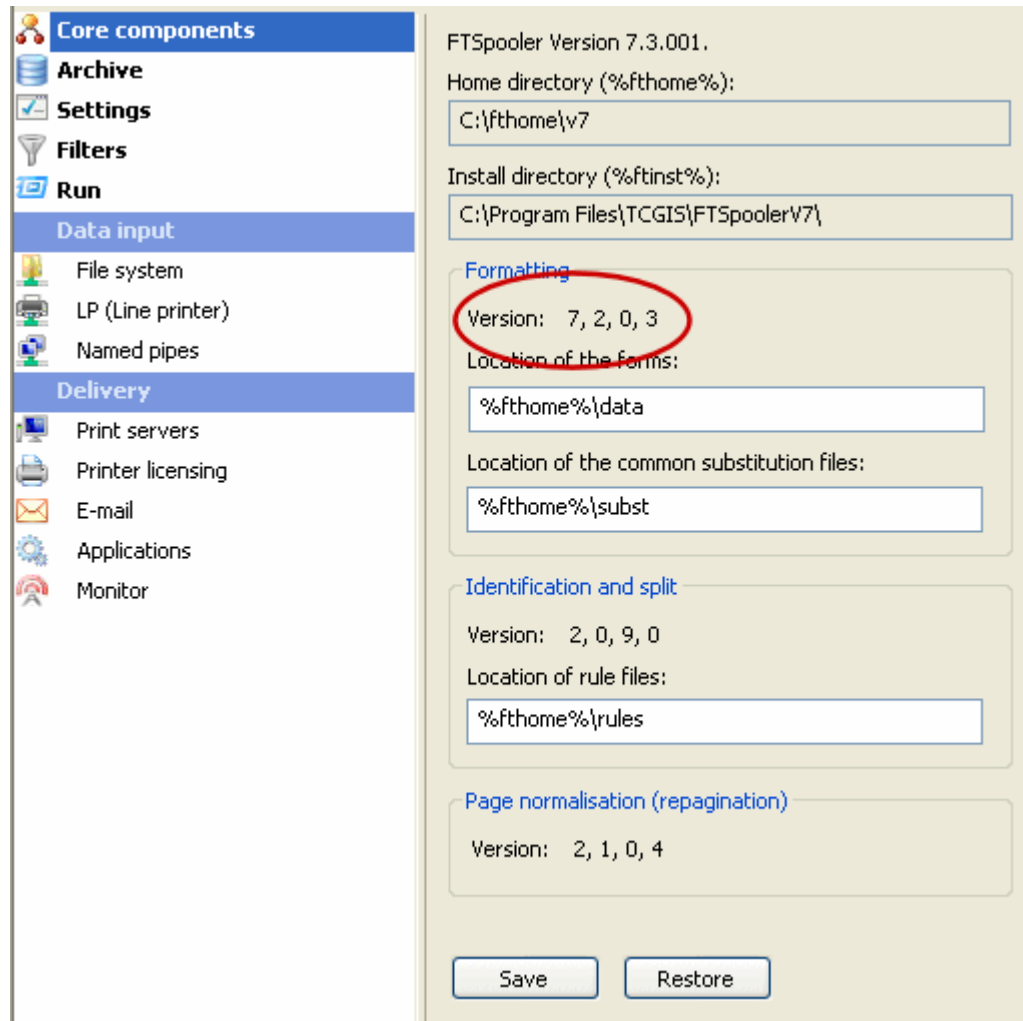 Core components
Archive
Settings
Filters
Run
Data input
File system
LP (Line printer)
Named pipes
Delivery
Print servers
Printer licensing
E-mail
Applications
Monitor
FTSpooler Version 7.3.001.
Home directory (%fthome%):
C:\fthome\v7
Install directory (%ftinst%):
C:\Program Files\TCGIS\FTSpoolerV7\
Formatting
Version: 7, 2, 0, 3
Location of the forms:
%fthome%\data
Location of the common substitution files:
%fthome%\subst
Identification and split
Version: 2, 0, 9, 0
Location of rule files:
%fthome%\rules
Page normalisation (repagination)
Version: 2, 1, 0, 4
Save
Restore